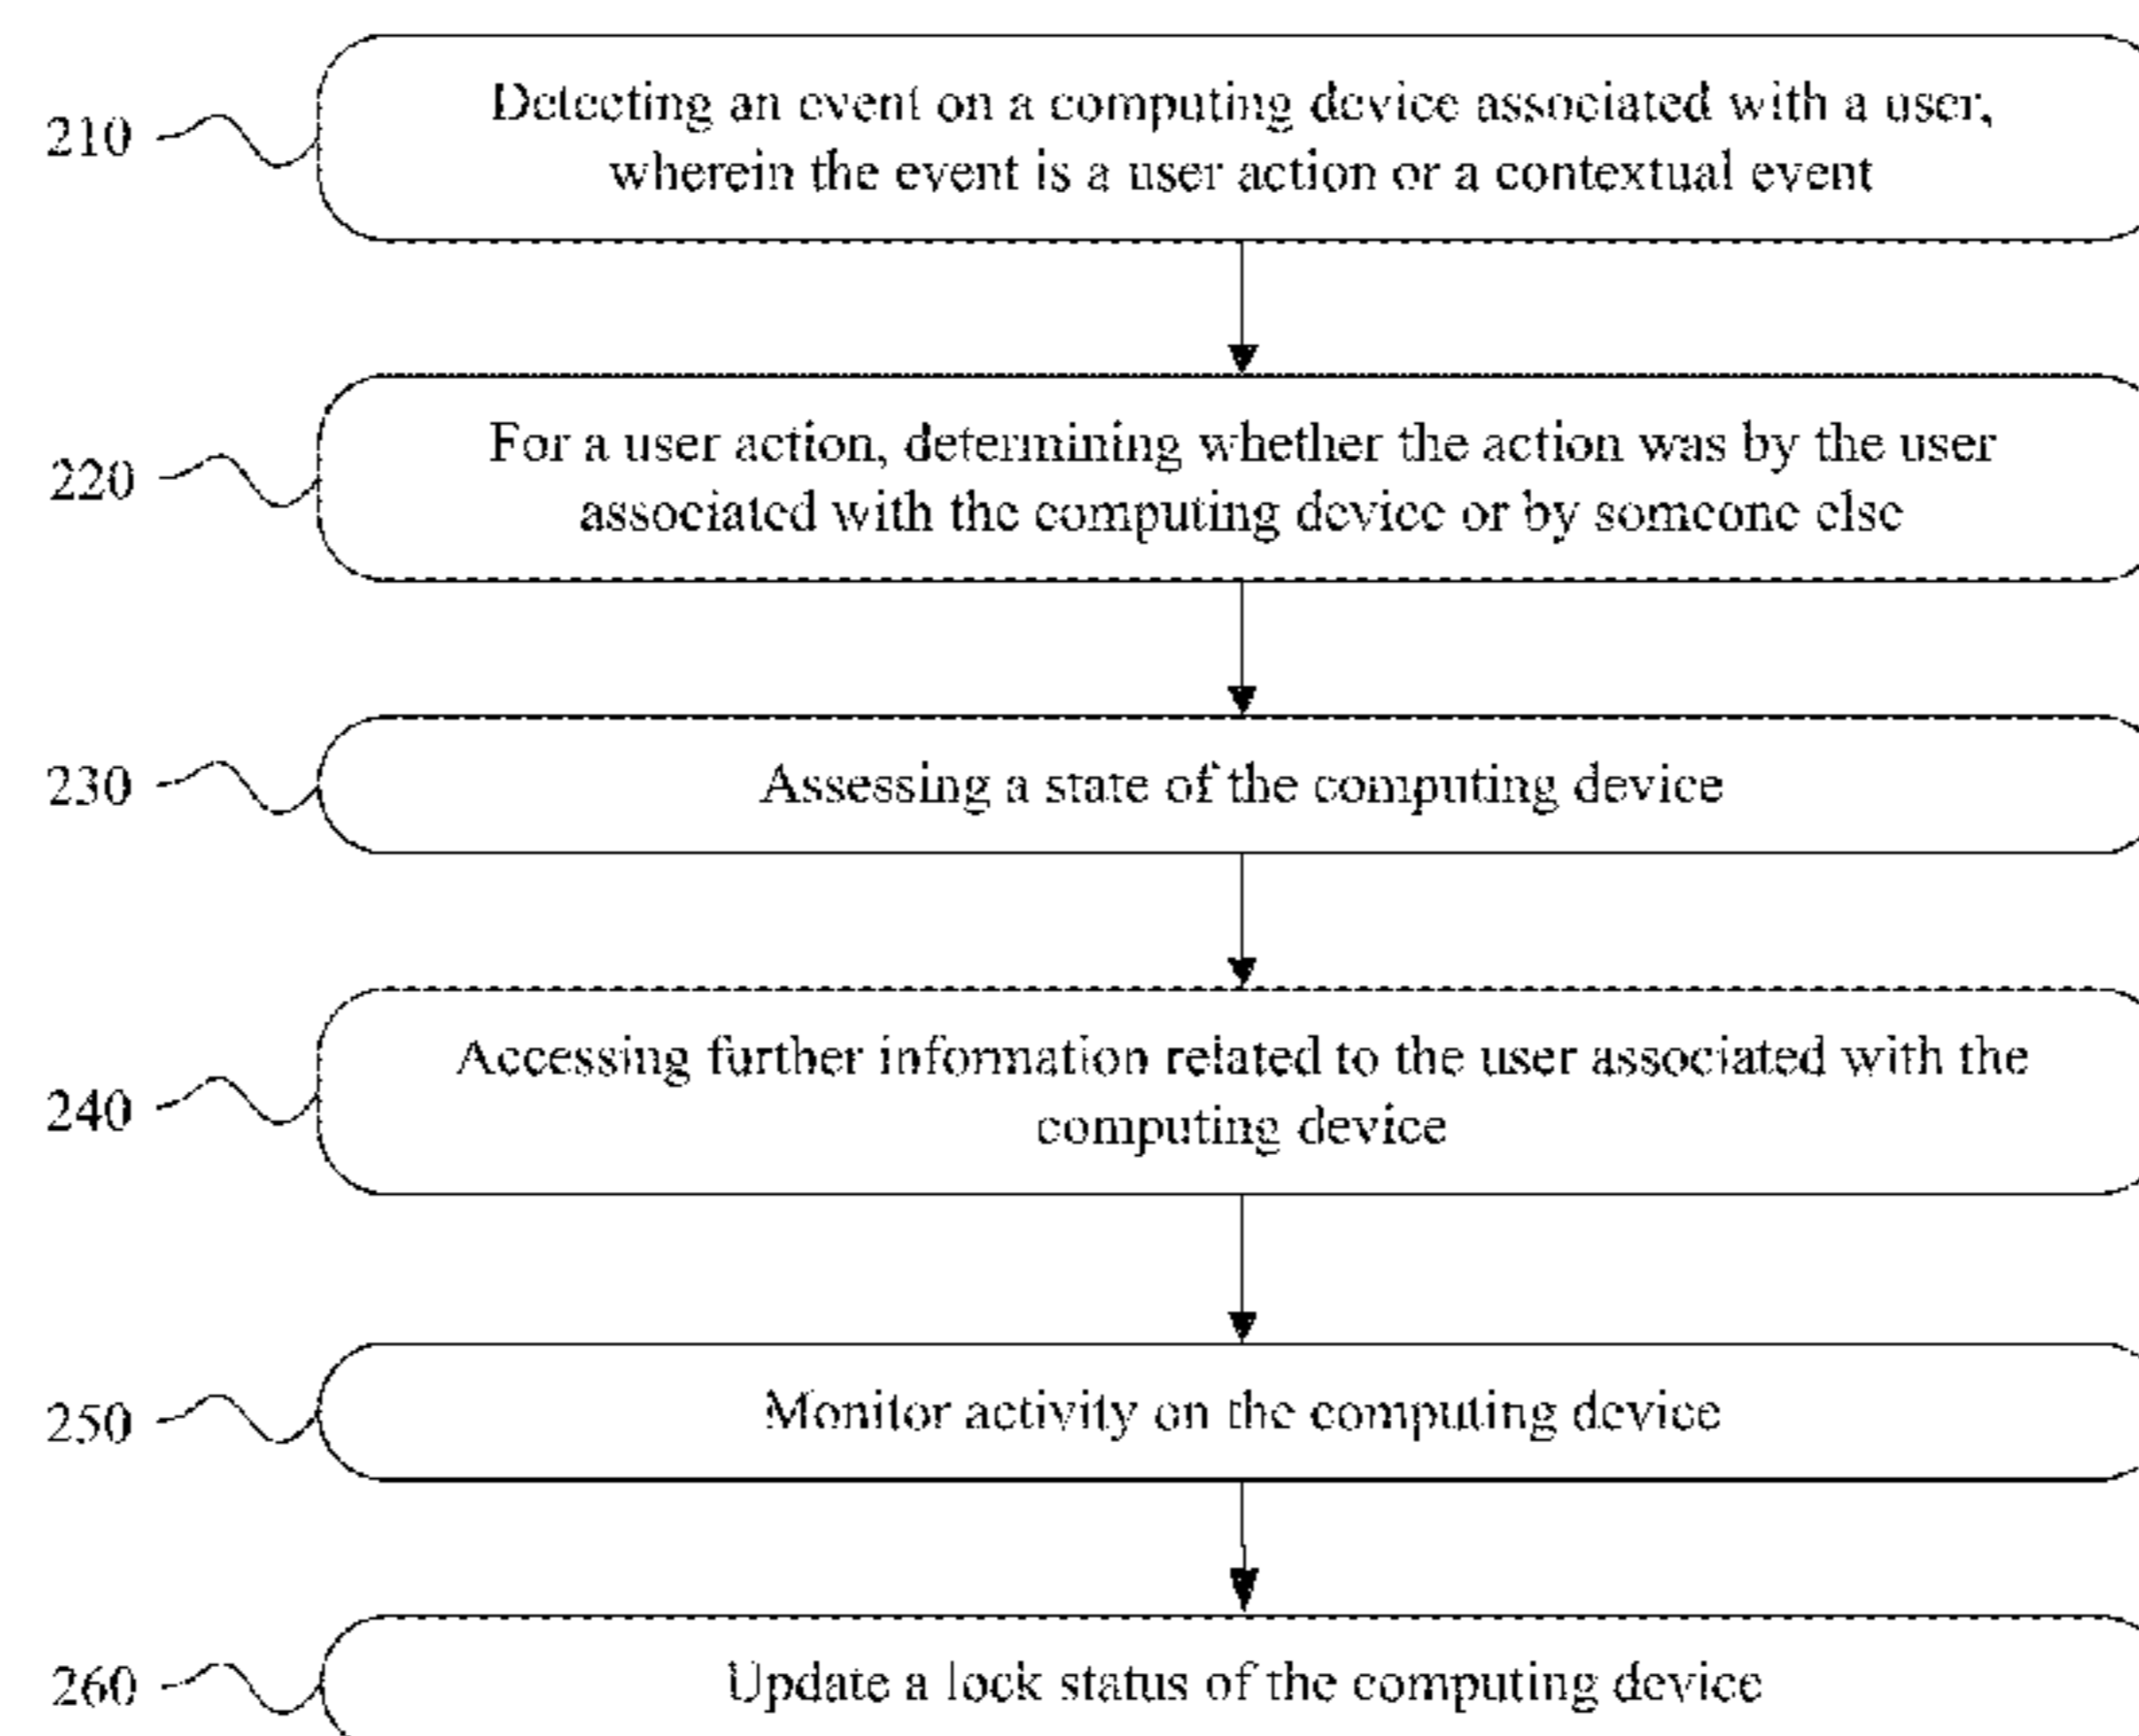 210
Detecting an event on a computing device associated with a user,
wherein the event is a user action or a contextual event
220
For a user action, determining whether the action was by the user
associated with the computing device or by someone else
230
Assessing a state of the computing device
240
Accessing further information related to the user associated with the
computing device
250
Monitor activity on the computing device
260
Update a lock status of the computing device